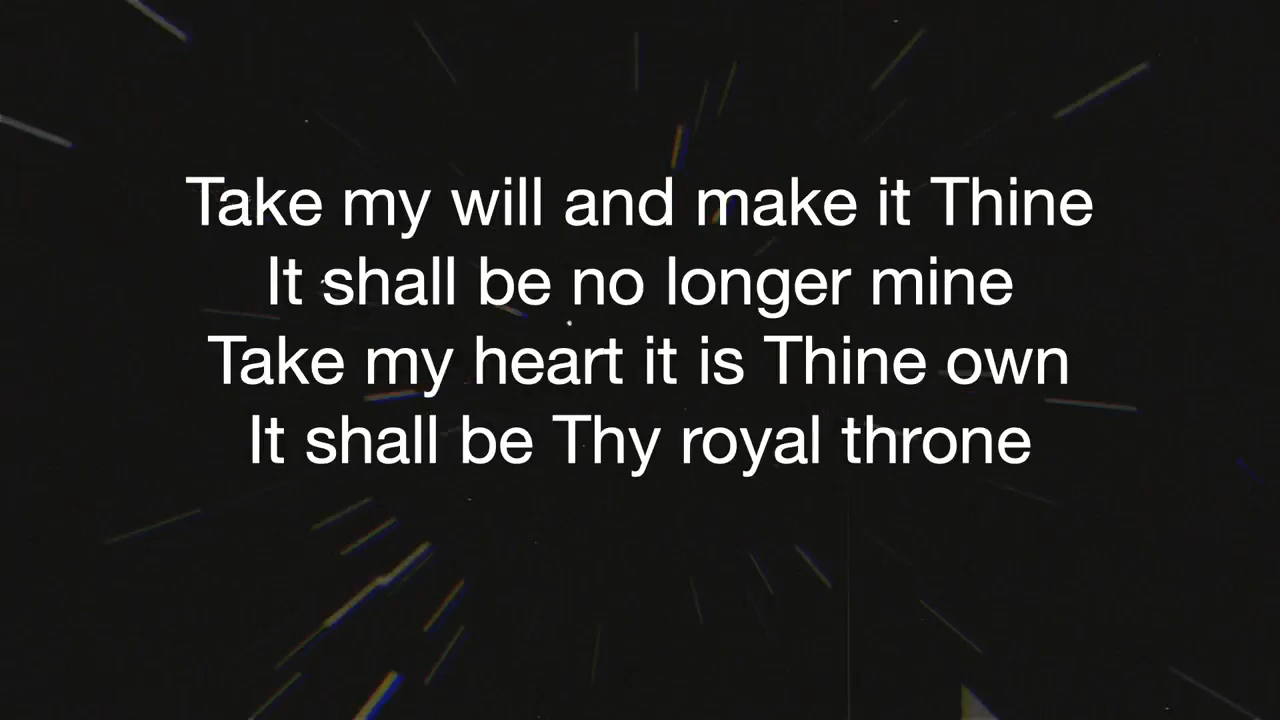 Take my will and make it Thine
It shall be no longer mine
Take my heart it is Thine own
It shall be Thy royal throne